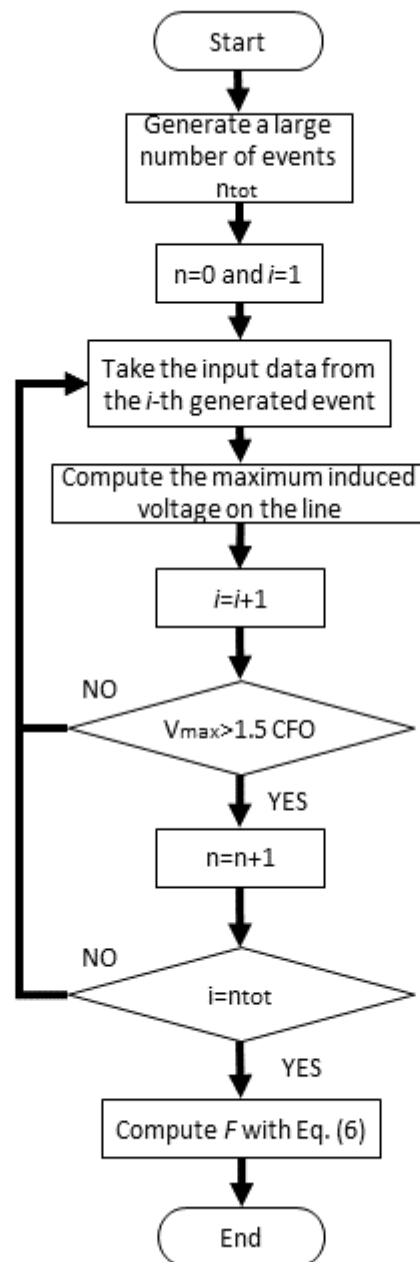 Start
Generate a large
number of events
ntot
n=0 and i=1
Take the input data from
the i-th generated event
Compute the maximum induced
voltage on the line
i=i+1
NO
Vmax>1.5 CFO
YES
n=n+1
NO
i=ntot
YES
Compute F with Eq. (6)
End